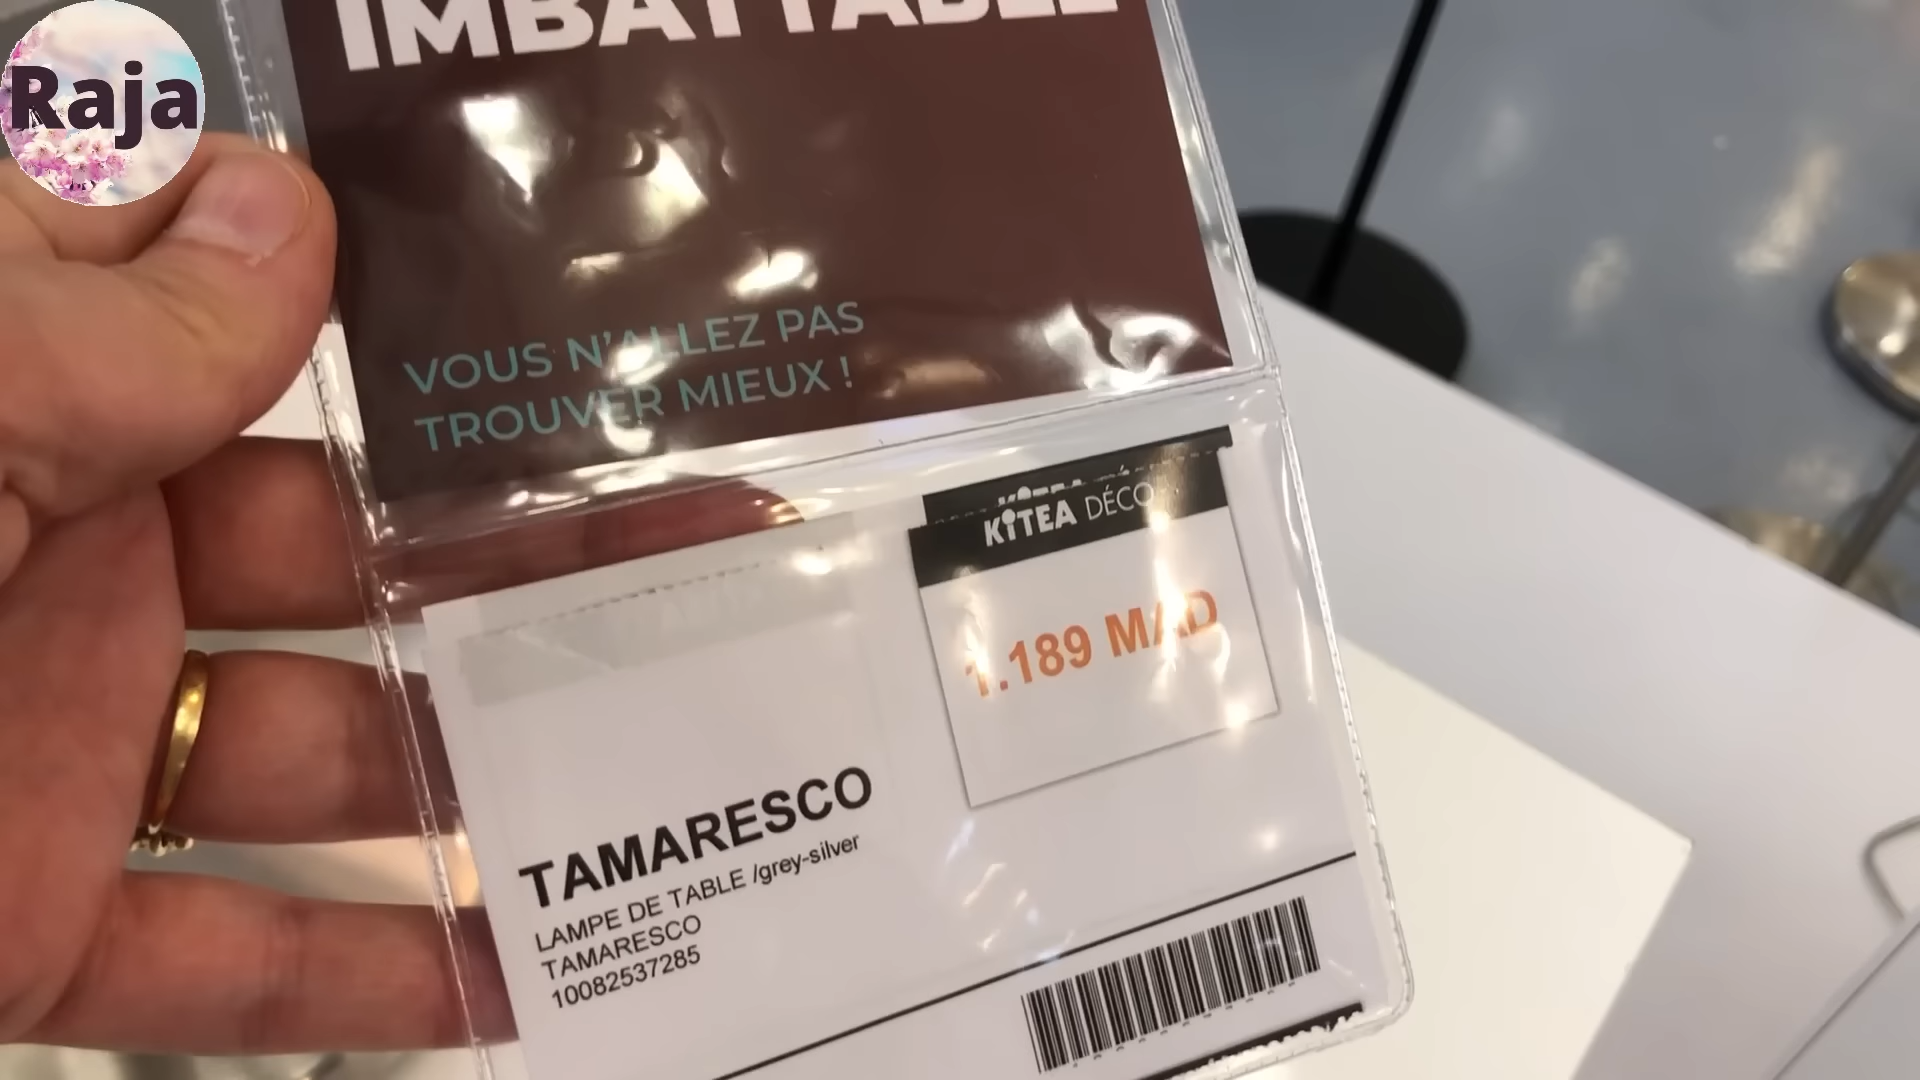 Raja
IMBATTABLE
VOUS N'ALLEZ PAS
TROUVER MIEUX !
KITEA DÉCO
1.189 MAD
TAMARESCO
LAMPE DE TABLE /grey-silver
TAMARESCO
10082537285